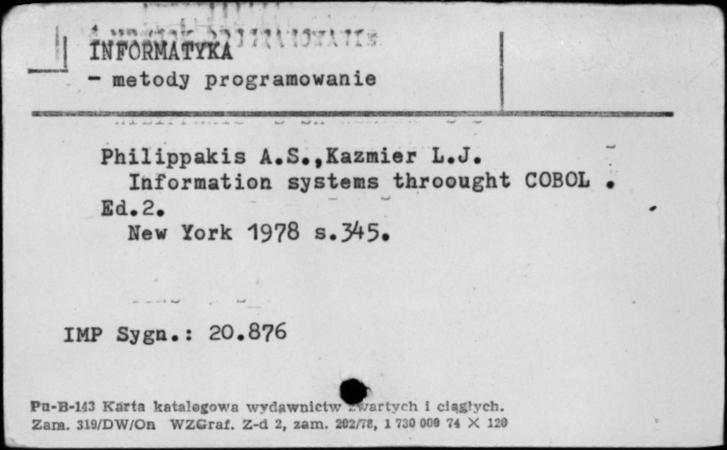 INFORMATYKA
- metody programowanie
Philippakis A.S.,Kazmier L.J.
Information systems throought COBOL .
Ed.2.
New York 1978 s.345.
IMP Sygn.: 20.876
Pu-B-143 Karta katalogowa wydawnictw zwartych i ciągłych.
Zam. 319/DW/On WZGraf. Z-d 2, zam. 202/78, 1 730 000 74 X 120